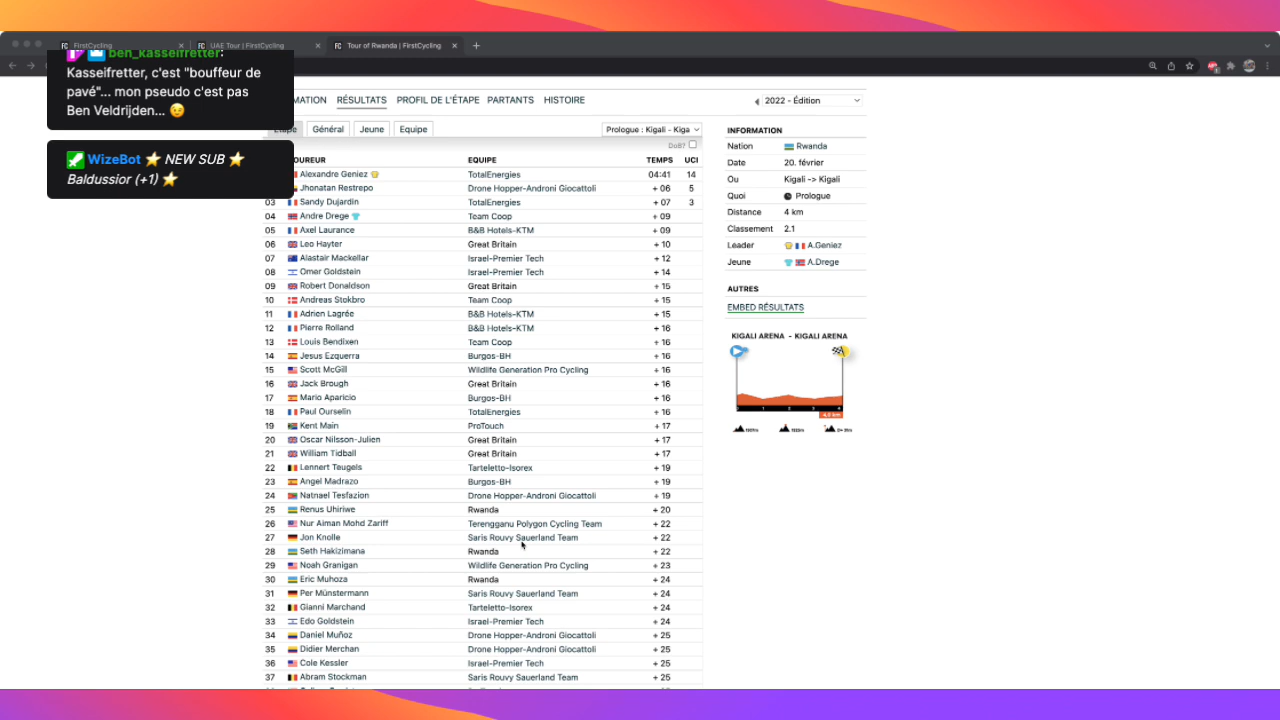 FirstCycling
UAE Tour | FirstCycling
Tour of Rwanda | FirstCycling
ben_kasseifretter:
Kasseifretter, c'est "bouffeur de
pavé"... mon pseudo c'est pas
Ben Veldrijden... 😉
WizeBot ⭐ NEW SUB ⭐
Baldussior (+1) ⭐
MATION RÉSULTATS PROFIL DE L'ÉTAPE PARTANTS HISTOIRE
2022 - Édition
Étape Général Jeune Equipe
Prologue : Kigali - Kiga
DoB?
OUREUR EQUIPE TEMPS UCI
Alexandre Geniez TotalEnergies 04:41 14
Jhonatan Restrepo Drone Hopper-Androni Giocattoli + 06 5
03 Sandy Dujardin TotalEnergies + 07 3
04 Andre Drege Team Coop + 09
05 Axel Laurance B&B Hotels-KTM + 09
06 Leo Hayter Great Britain + 10
07 Alastair Mackellar Israel-Premier Tech + 12
08 Omer Goldstein Israel-Premier Tech + 14
09 Robert Donaldson Great Britain + 15
10 Andreas Stokbro Team Coop + 15
11 Adrien Lagrée B&B Hotels-KTM + 15
12 Pierre Rolland B&B Hotels-KTM + 16
13 Louis Bendixen Team Coop + 16
14 Jesus Ezquerra Burgos-BH + 16
15 Scott McGill Wildlife Generation Pro Cycling + 16
16 Jack Brough Great Britain + 16
17 Mario Aparicio Burgos-BH + 16
18 Paul Ourselin TotalEnergies + 16
19 Kent Main ProTouch + 17
20 Oscar Nilsson-Julien Great Britain + 17
21 William Tidball Great Britain + 17
22 Lennert Teugels Tarteletto-Isorex + 19
23 Angel Madrazo Burgos-BH + 19
24 Natnael Tesfazion Drone Hopper-Androni Giocattoli + 19
25 Renus Uhiriwe Rwanda + 20
26 Nur Aiman Mohd Zariff Terengganu Polygon Cycling Team + 22
27 Jon Knolle Saris Rouvy Sauerland Team + 22
28 Seth Hakizimana Rwanda + 22
29 Noah Granigan Wildlife Generation Pro Cycling + 23
30 Eric Muhoza Rwanda + 24
31 Per Münstermann Saris Rouvy Sauerland Team + 24
32 Gianni Marchand Tarteletto-Isorex + 24
33 Edo Goldstein Israel-Premier Tech + 24
34 Daniel Muñoz Drone Hopper-Androni Giocattoli + 25
35 Didier Merchan Drone Hopper-Androni Giocattoli + 25
36 Cole Kessler Israel-Premier Tech + 25
37 Abram Stockman Saris Rouvy Sauerland Team + 25
INFORMATION
Nation Rwanda
Date 20. février
Ou Kigali -> Kigali
Quoi Prologue
Distance 4 km
Classement 2.1
Leader A.Geniez
Jeune A.Drege
AUTRES
EMBED RÉSULTATS
KIGALI ARENA - KIGALI ARENA
1 2 3 4